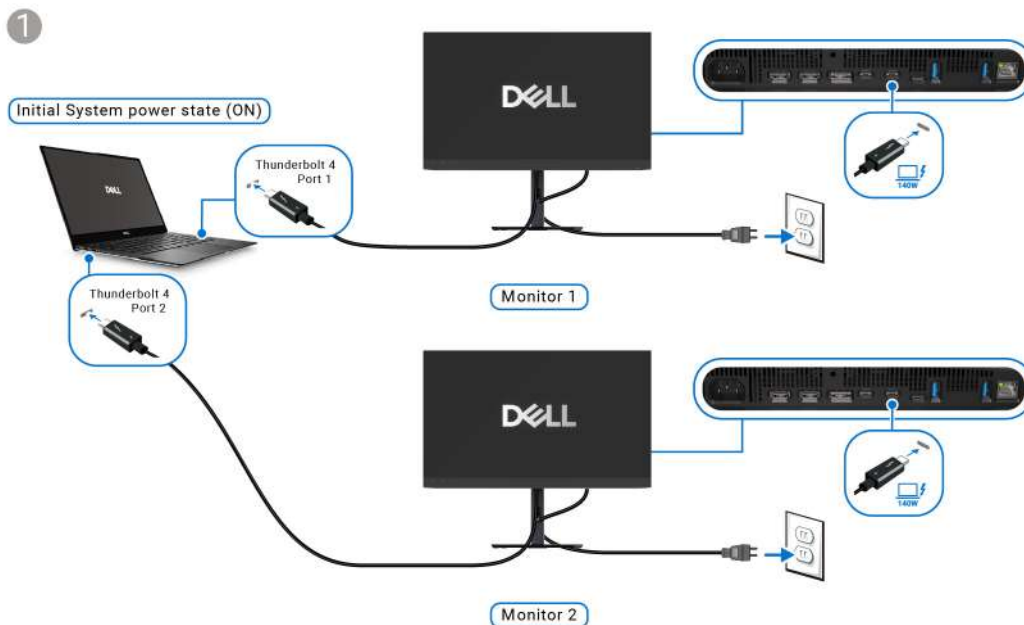 1
Initial System power state (ON)
DELL
Thunderbolt 4
Port 1
DELL
140W
Monitor 1
Thunderbolt 4
Port 2
DELL
140W
Monitor 2